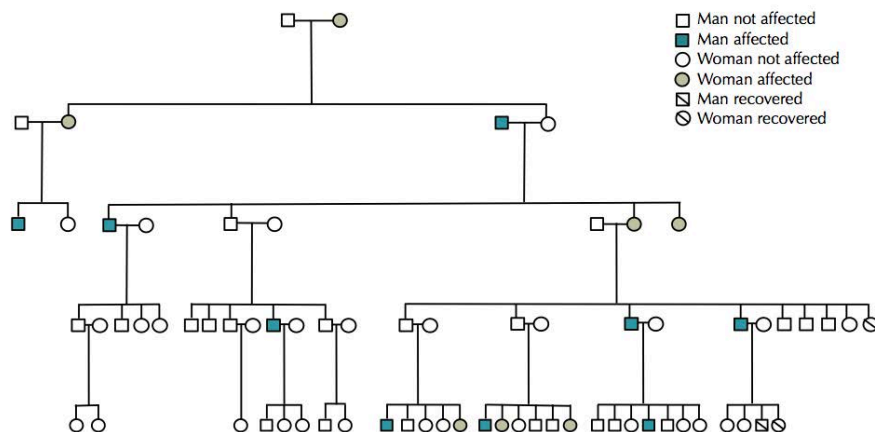 Man not affected
Man affected
Woman not affected
Woman affected
Man recovered
Woman recovered